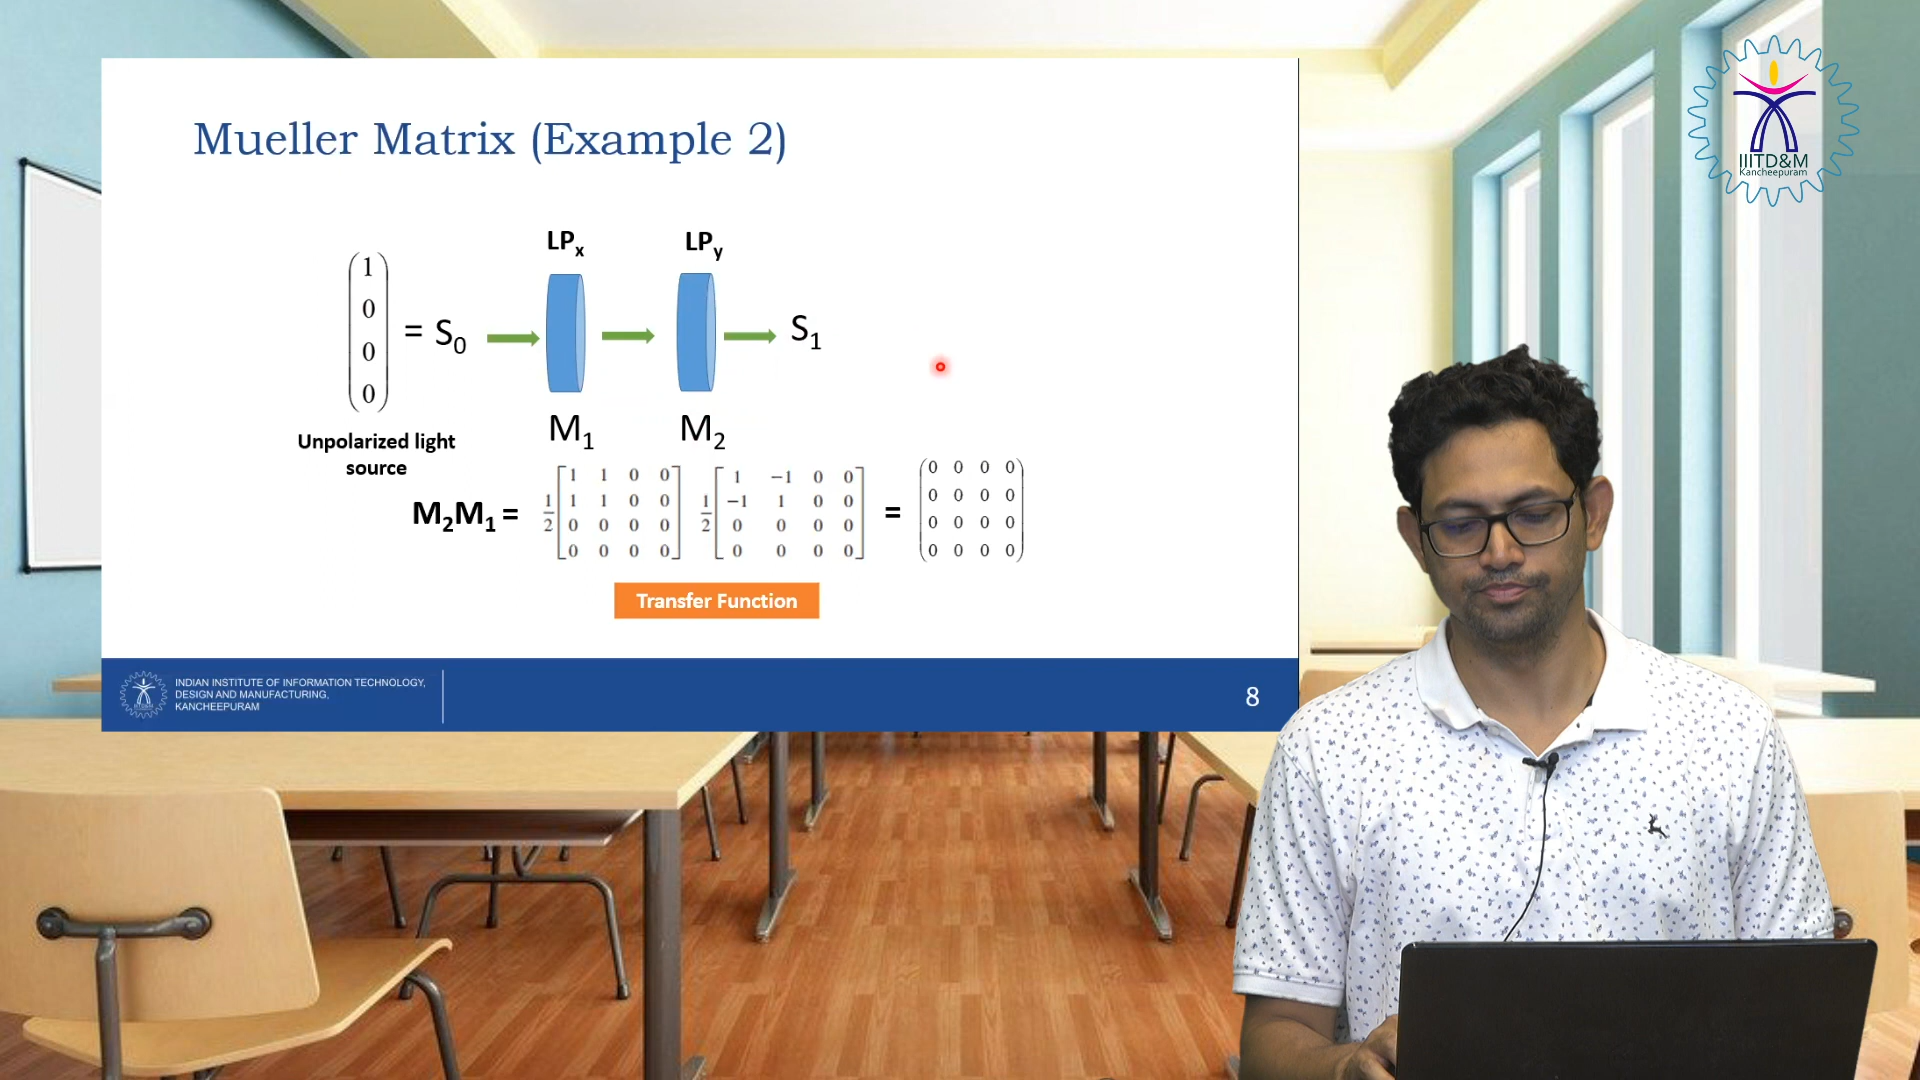 Mueller Matrix (Example 2)
IIITD&M
Kancheepuram
LPx LPy
1
0
0
0
= S0 S1
Unpolarized light
source
M1 M2
M2M1 = 1/2 [1 1 0 0 1/2 [1 -1 0 0 = (0 0 0 0
1 1 0 0 -1 1 0 0 0 0 0 0
0 0 0 0 0 0 0 0 0 0 0 0
0 0 0 0] 0 0 0 0] 0 0 0 0)
Transfer Function
INDIAN INSTITUTE OF INFORMATION TECHNOLOGY,
DESIGN AND MANUFACTURING,
KANCHEEPURAM
8